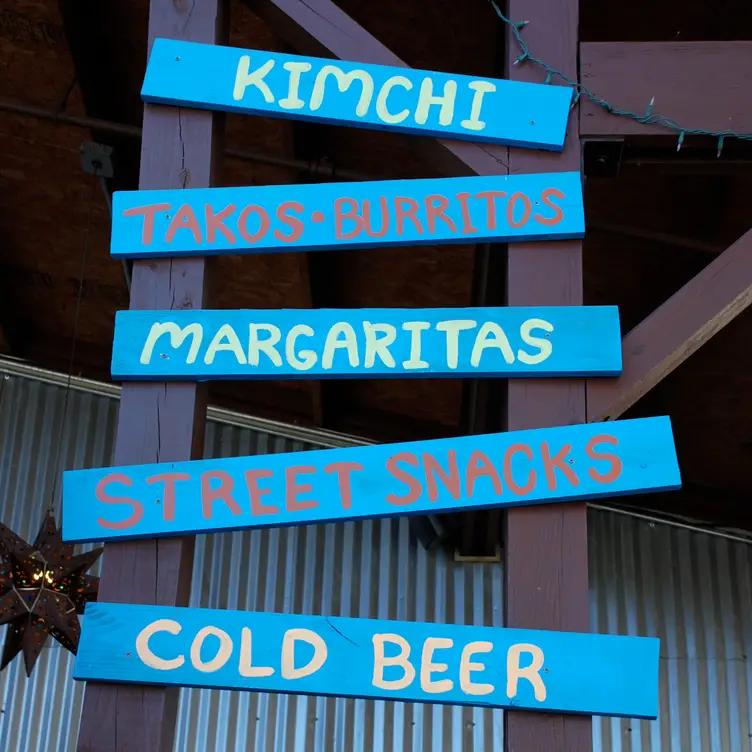 KIMCHI
TAKOS • BURRITOS
MARGARITAS
STREET SNACKS
COLD BEER